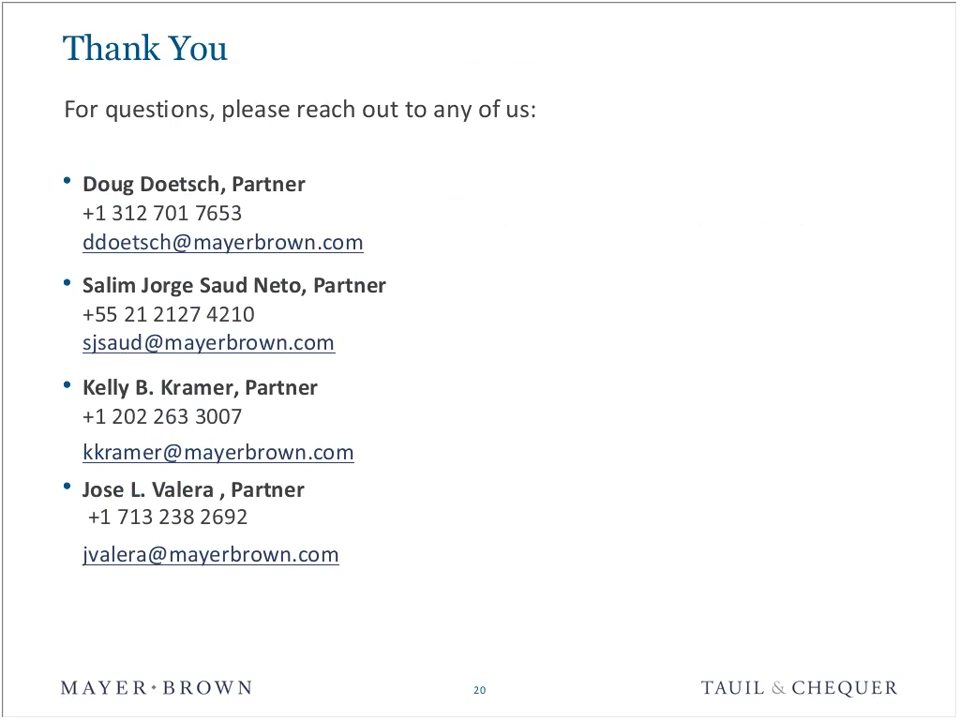 Thank You
For questions, please reach out to any of us:
• Doug Doetsch, Partner
+1 312 701 7653
ddoetsch@mayerbrown.com
• Salim Jorge Saud Neto, Partner
+55 21 2127 4210
sjsaud@mayerbrown.com
• Kelly B. Kramer, Partner
+1 202 263 3007
kkramer@mayerbrown.com
• Jose L. Valera , Partner
+1 713 238 2692
jvalera@mayerbrown.com
MAYER • BROWN
20
TAUIL & CHEQUER